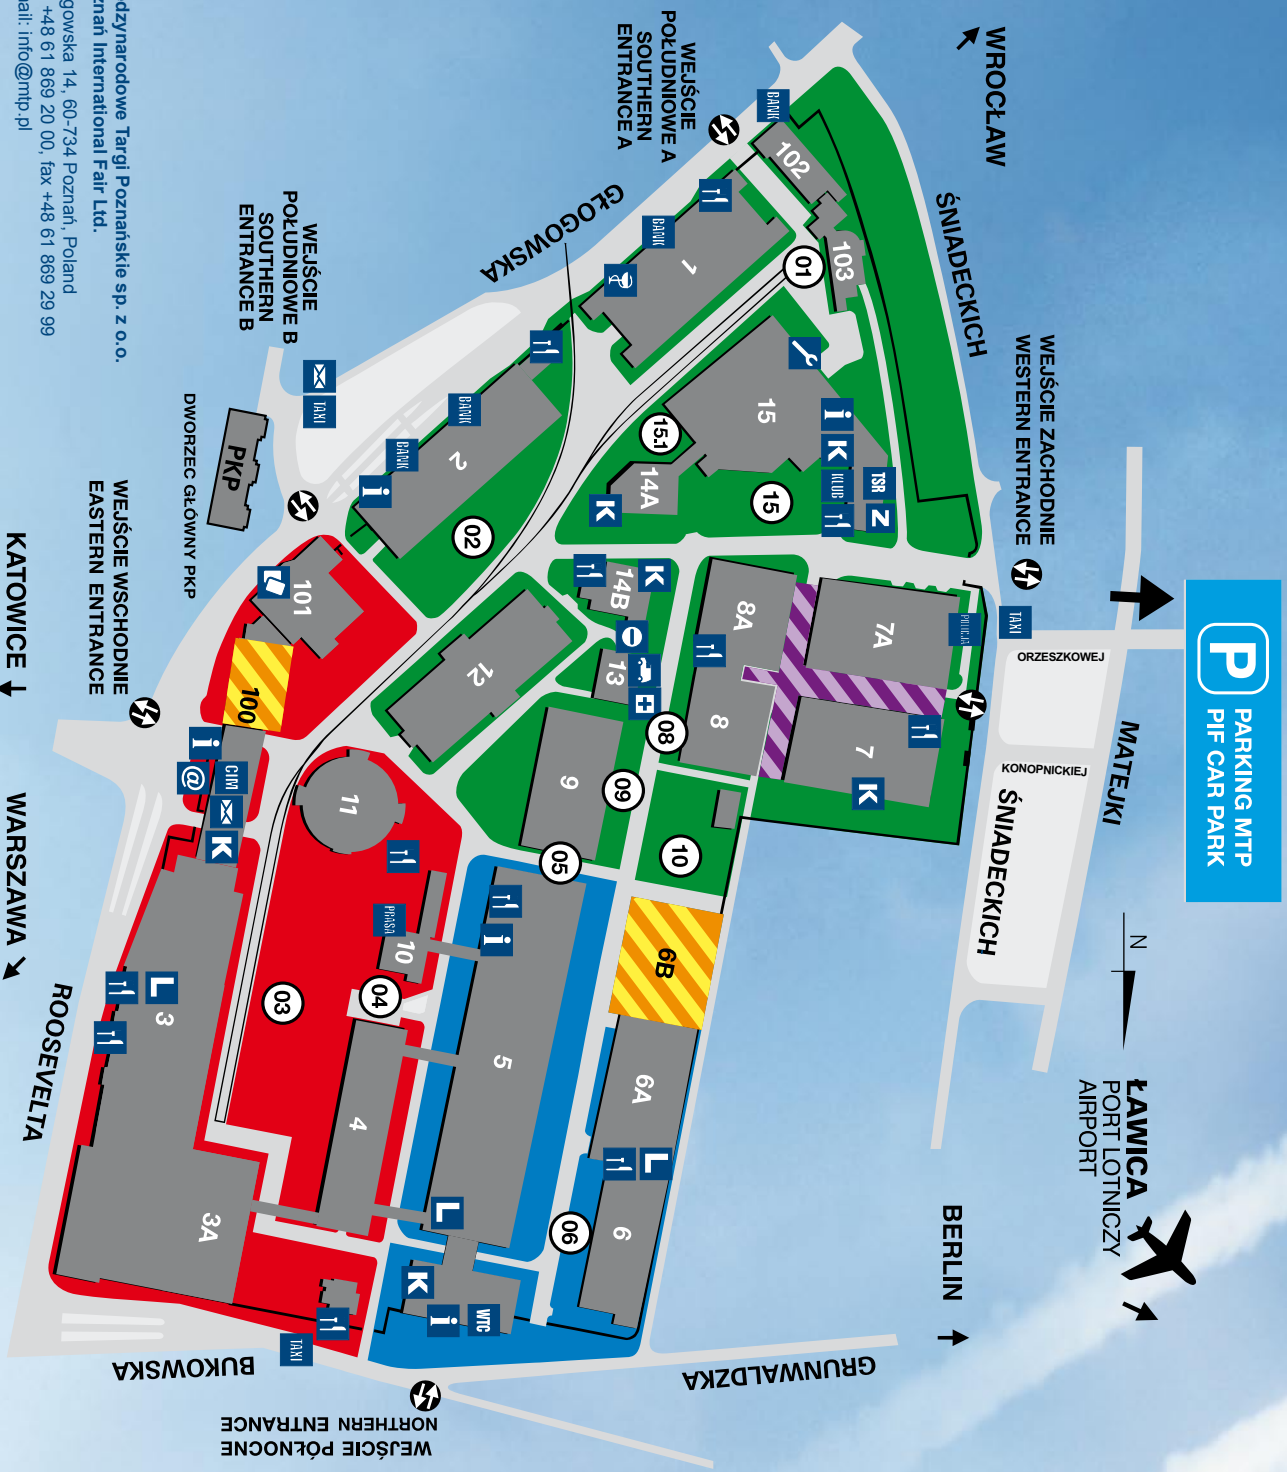 WROCŁAW
WEJŚCIE
POŁUDNIOWE A
SOUTHERN
ENTRANCE A
BANK
102
103
01
1
BANK
GŁOGOWSKA
ŚNIADECKICH
WEJŚCIE ZACHODNIE
WESTERN ENTRANCE
TAXI
POLICJA
15
i
K
KLUB
TSR
Z
15.1
14A
K
15
WEJŚCIE
POŁUDNIOWE B
SOUTHERN
ENTRANCE B
TAXI
BANK
BANK
2
i
02
PKP
DWORZEC GŁÓWNY PKP
WEJŚCIE WSCHODNIE
EASTERN ENTRANCE
KATOWICE
WARSZAWA
101
100
12
14B
K
13
8A
8
7A
7
K
08
09
9
05
10
6B
6A
L
6
06
11
PRASA
10
04
03
i
@
CIM
K
3
L
3A
4
5
i
L
K
i
WTC
TAXI
ROOSEVELTA
BUKOWSKA
WEJŚCIE PÓŁNOCNE
NORTHERN ENTRANCE
GRUNWALDZKA
BERLIN
ŁAWICA
PORT LOTNICZY
AIRPORT
N
ORZESZKOWEJ
KONOPNICKIEJ
ŚNIADECKICH
MATEJKI
P
PARKING MTP
PIF CAR PARK
dzynarodowe Targi Poznańskie sp. z o.o.
znań International Fair Ltd.
gowska 14, 60-734 Poznań, Poland
+48 61 869 20 00, fax +48 61 869 29 99
ail: info@mtp.pl